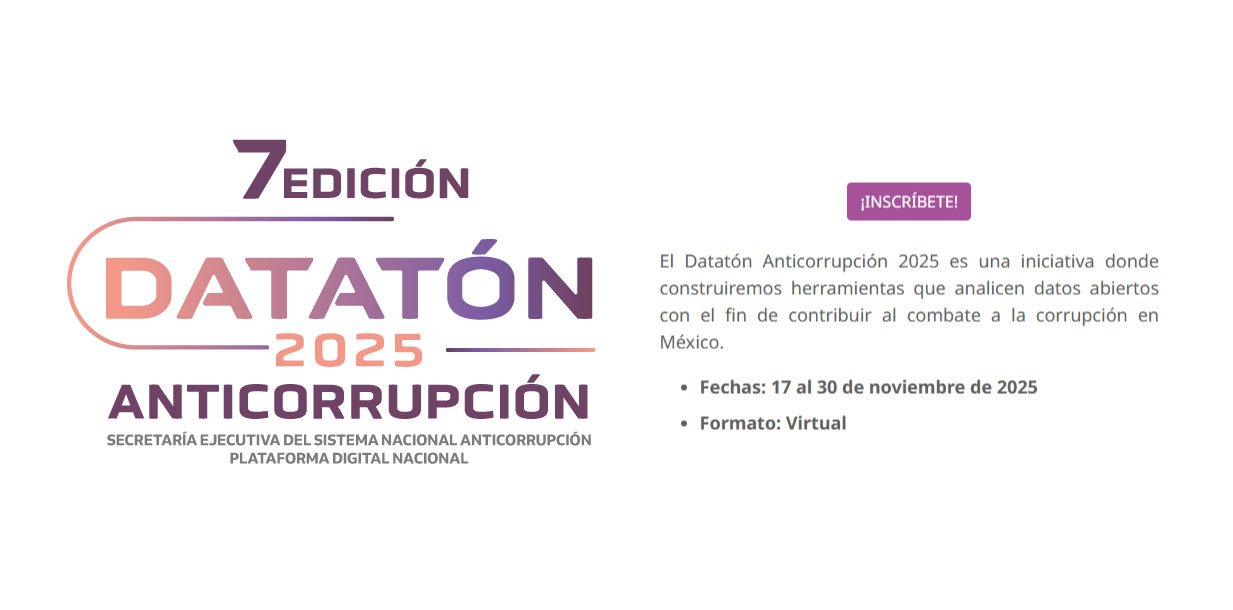 7 EDICIÓN
DATATÓN
2025
ANTICORRUPCIÓN
SECRETARÍA EJECUTIVA DEL SISTEMA NACIONAL ANTICORRUPCIÓN
PLATAFORMA DIGITAL NACIONAL
¡INSCRÍBETE!
El Datatón Anticorrupción 2025 es una iniciativa donde
construiremos herramientas que analicen datos abiertos
con el fin de contribuir al combate a la corrupción en
México.
• Fechas: 17 al 30 de noviembre de 2025
• Formato: Virtual